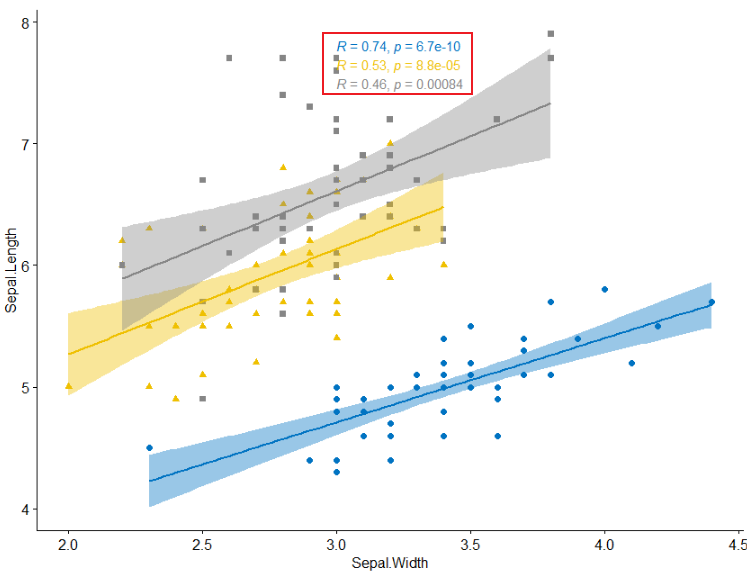 R = 0.74, p = 6.7e-10
R = 0.53, p = 8.8e-05
R = 0.46, p = 0.00084
8
7
6
5
4
Sepal.Length
2.0 2.5 3.0 3.5 4.0 4.5
Sepal.Width